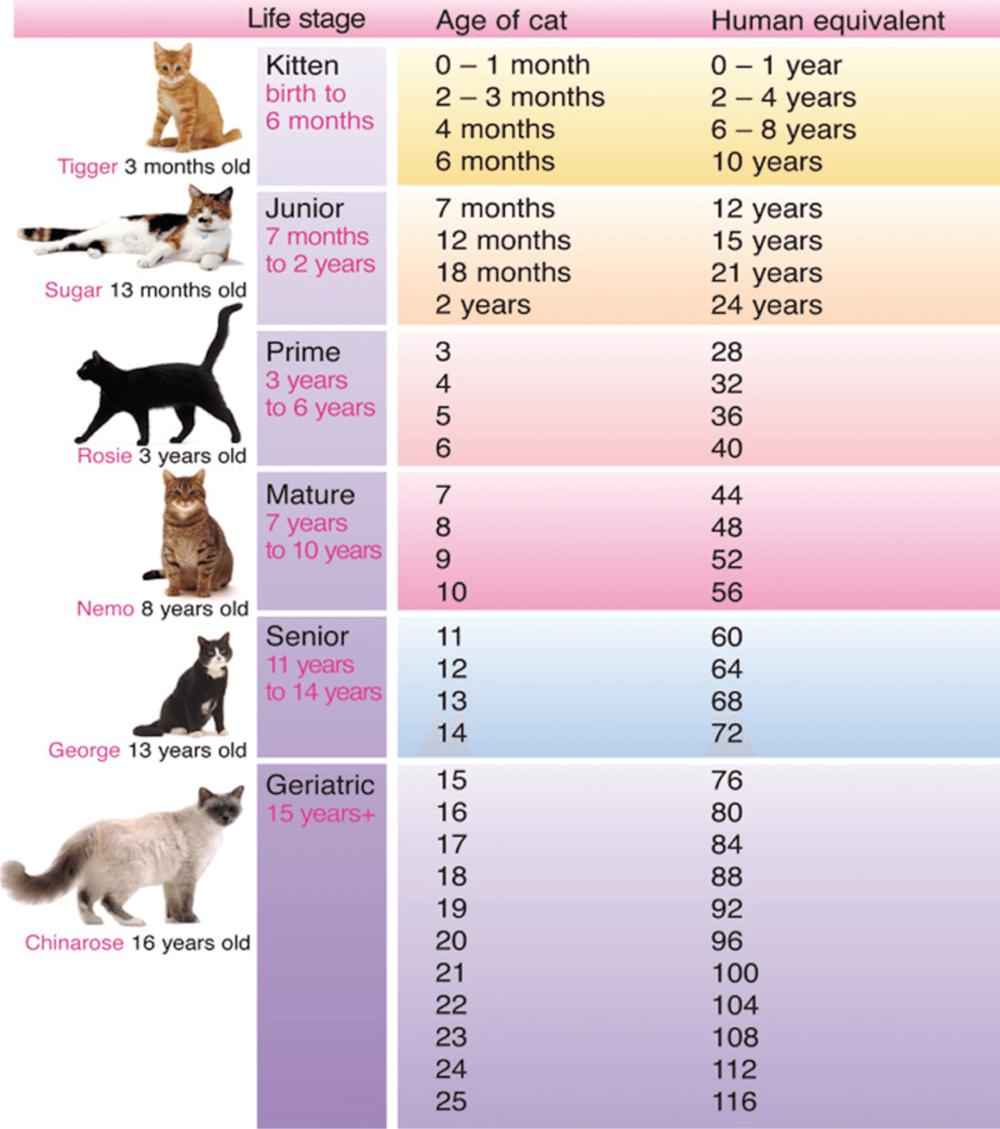 Life stage Age of cat Human equivalent
Kitten 0 – 1 month 0 – 1 year
birth to 2 – 3 months 2 – 4 years
6 months 4 months 6 – 8 years
Tigger 3 months old 6 months 10 years
Junior 7 months 12 years
7 months 12 months 15 years
to 2 years 18 months 21 years
Sugar 13 months old 2 years 24 years
Prime 3 28
3 years 4 32
to 6 years 5 36
Rosie 3 years old 6 40
Mature 7 44
7 years 8 48
to 10 years 9 52
Nemo 8 years old 10 56
Senior 11 60
11 years 12 64
to 14 years 13 68
George 13 years old 14 72
Geriatric 15 76
15 years+ 16 80
17 84
18 88
19 92
Chinarose 16 years old 20 96
21 100
22 104
23 108
24 112
25 116